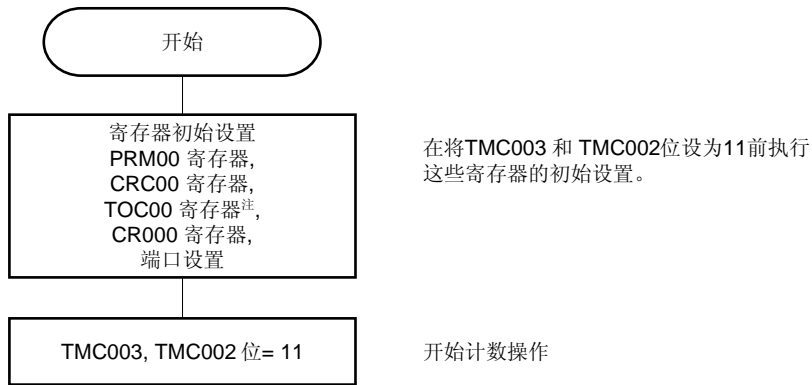 开始
寄存器初始设置
PRM00 寄存器,
CRC00 寄存器,
TOC00 寄存器注,
CR000 寄存器,
端口设置
在将TMC003 和 TMC002位设为11前执行
这些寄存器的初始设置。
TMC003, TMC002 位= 11
开始计数操作